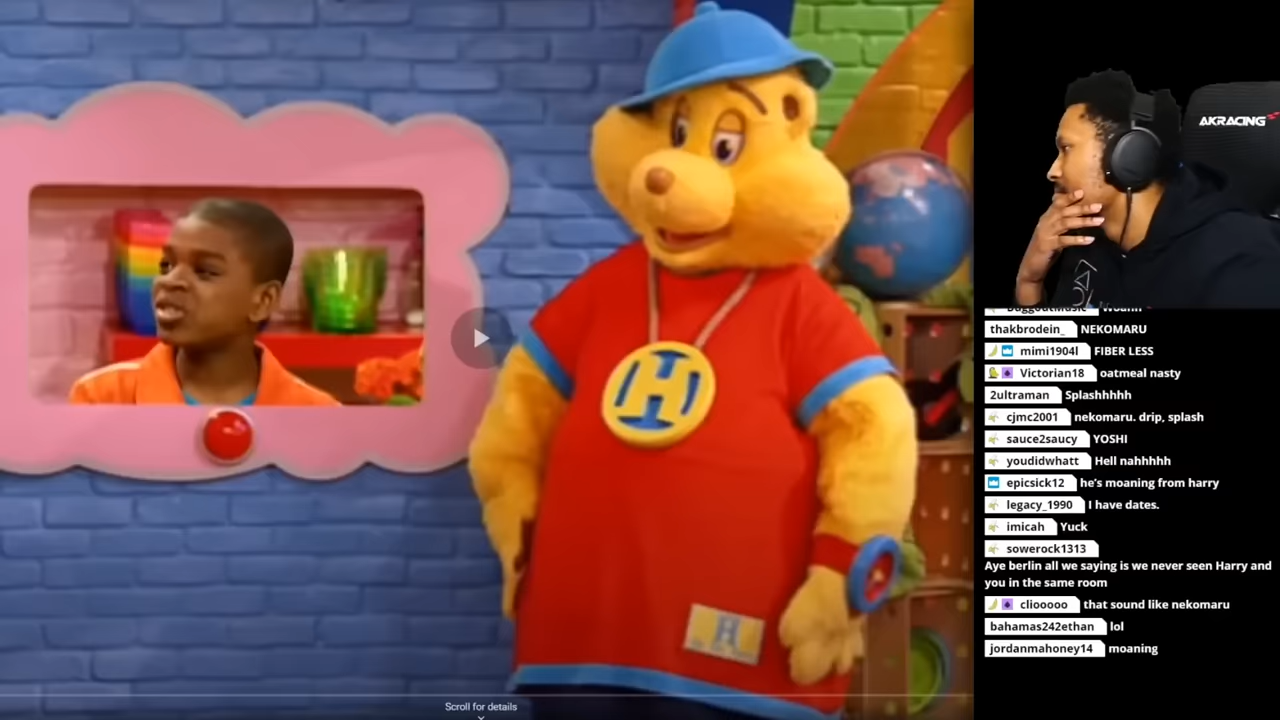 H
H
Scroll for details
AKRACING
thakbrodein_ NEKOMARU
mimi1904l FIBER LESS
Victorian18 oatmeal nasty
2ultraman Splashhhhh
cjmc2001 nekomaru. drip, splash
sauce2saucy YOSHI
youdidwhatt Hell nahhhhh
epicsick12 he's moaning from harry
legacy_1990 I have dates.
imicah Yuck
sowerock1313
Aye berlin all we saying is we never seen Harry and
you in the same room
cliooooo that sound like nekomaru
bahamas242ethan lol
jordanmahoney14 moaning